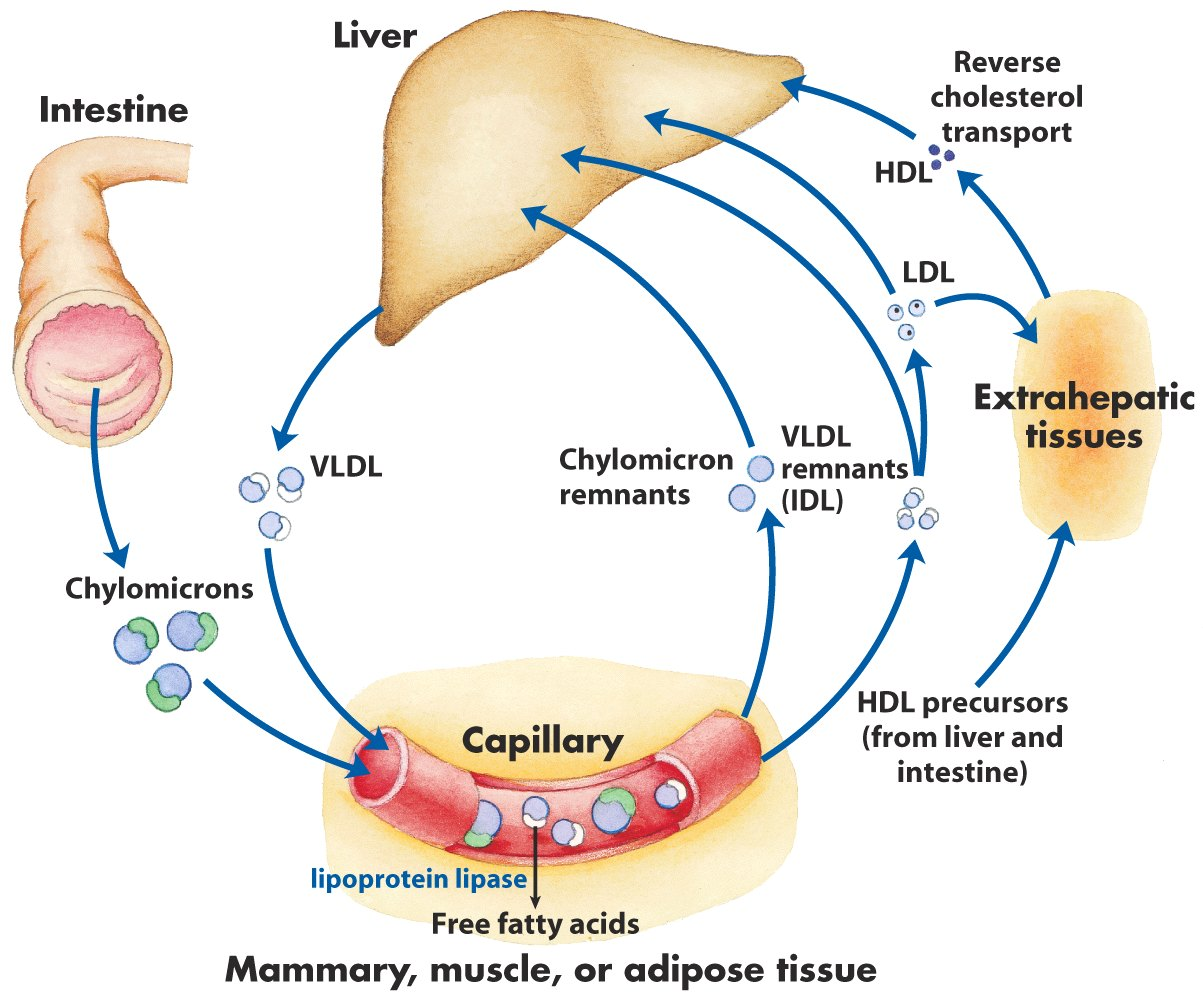 Liver
Intestine
Reverse
cholesterol
transport
HDL
LDL
Extrahepatic
tissues
VLDL
Chylomicron
remnants
VLDL
remnants
(IDL)
Chylomicrons
HDL precursors
(from liver and
intestine)
Capillary
lipoprotein lipase
Free fatty acids
Mammary, muscle, or adipose tissue